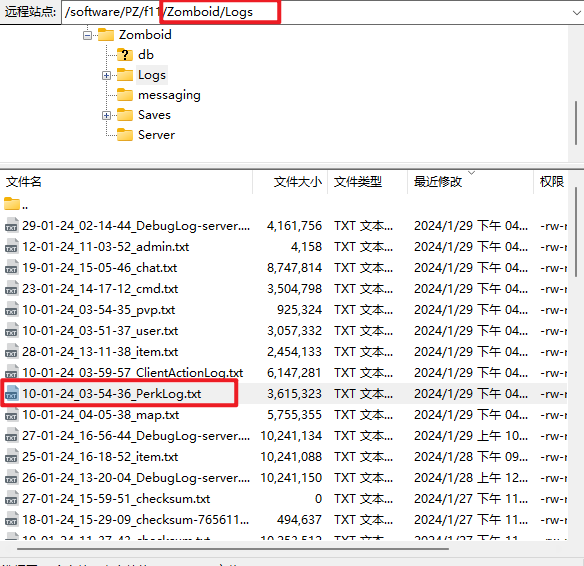 远程站点: /software/PZ/f11/Zomboid/Logs
Zomboid
? db
Logs
messaging
Saves
Server
文件名 文件大小 文件类型 最近修改 权限
..
29-01-24_02-14-44_DebugLog-server.... 4,161,756 TXT 文本... 2024/1/29 下午 04... -rw-r
12-01-24_11-03-52_admin.txt 4,158 TXT 文本... 2024/1/29 下午 04... -rw-r
19-01-24_15-05-46_chat.txt 8,747,814 TXT 文本... 2024/1/29 下午 04... -rw-r
23-01-24_14-17-12_cmd.txt 3,504,798 TXT 文本... 2024/1/29 下午 04... -rw-r
10-01-24_03-54-35_pvp.txt 925,324 TXT 文本... 2024/1/29 下午 04... -rw-r
10-01-24_03-51-37_user.txt 3,057,332 TXT 文本... 2024/1/29 下午 04... -rw-r
28-01-24_13-11-38_item.txt 2,454,133 TXT 文本... 2024/1/29 下午 04... -rw-r
10-01-24_03-59-57_ClientActionLog.txt 6,147,281 TXT 文本... 2024/1/29 下午 04... -rw-r
10-01-24_03-54-36_PerkLog.txt 3,615,323 TXT 文本... 2024/1/29 下午 04... -rw-r
10-01-24_04-05-38_map.txt 5,755,355 TXT 文本... 2024/1/29 下午 04... -rw-r
27-01-24_16-56-44_DebugLog-server.... 10,241,134 TXT 文本... 2024/1/29 上午 10... -rw-r
25-01-24_16-18-52_item.txt 10,241,088 TXT 文本... 2024/1/28 下午 09... -rw-r
26-01-24_13-20-04_DebugLog-server.... 10,241,150 TXT 文本... 2024/1/28 上午 12... -rw-r
27-01-24_15-59-51_checksum.txt 0 TXT 文本... 2024/1/27 下午 11... -rw-r
18-01-24_15-29-09_checksum-765611... 494,637 TXT 文本... 2024/1/27 下午 11... -rw-r